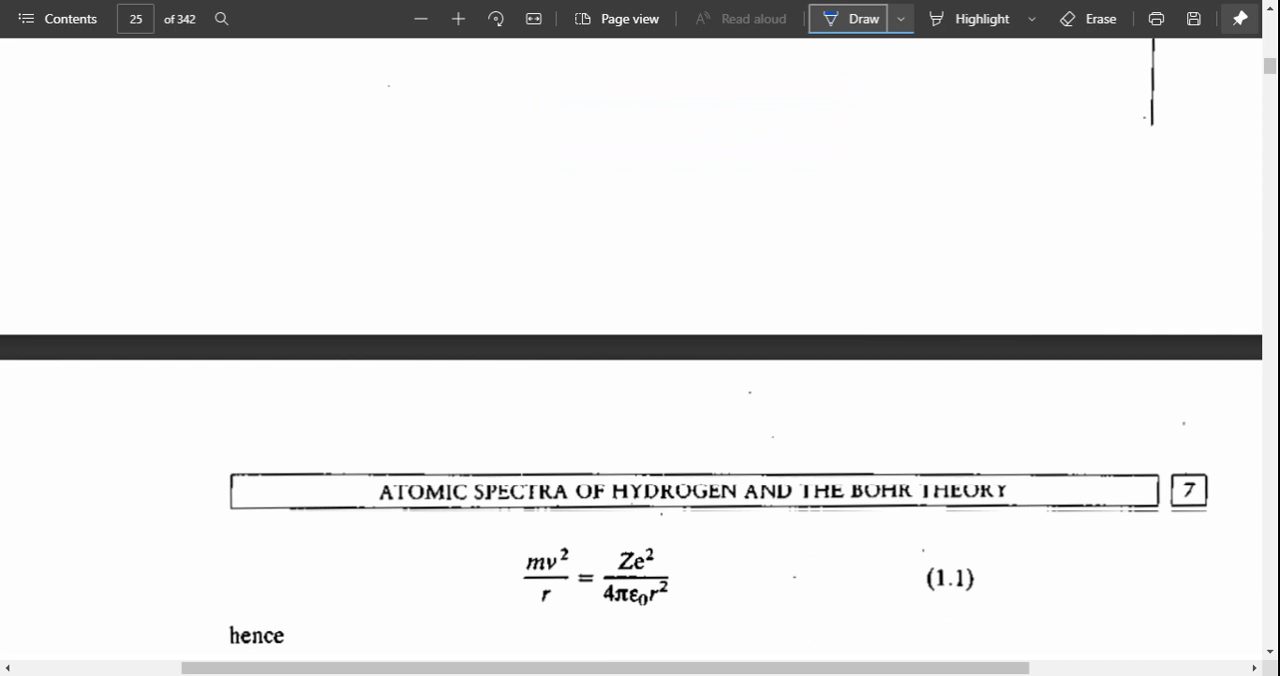 Contents 25 of 342 Page view Read aloud Draw Highlight Erase
ATOMIC SPECTRA OF HYDROGEN AND THE BOHR THEORY 7
mv²/r = Ze²/4πε₀r² (1.1)
hence